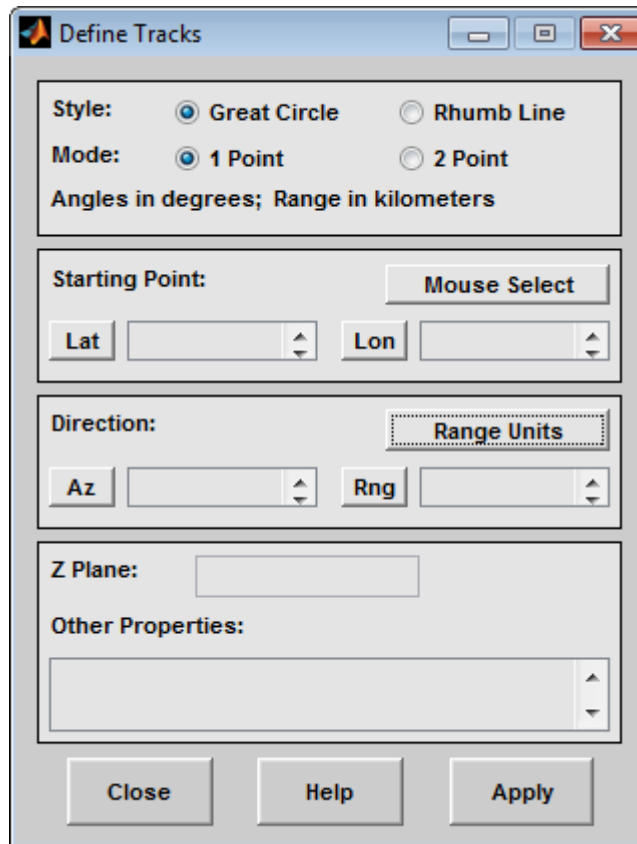 Define Tracks
Style: Great Circle Rhumb Line
Mode: 1 Point 2 Point
Angles in degrees; Range in kilometers
Starting Point: Mouse Select
Lat Lon
Direction: Range Units
Az Rng
Z Plane:
Other Properties:
Close Help Apply